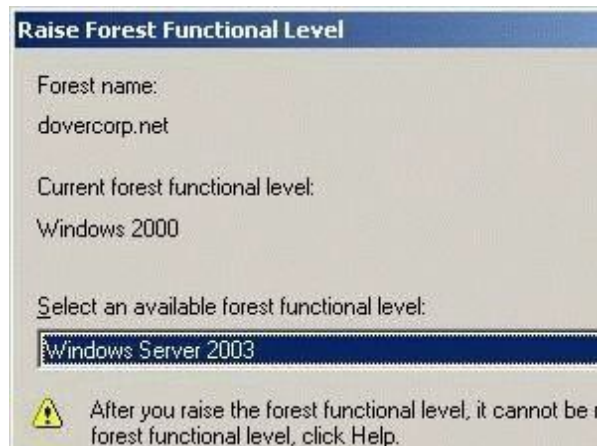 Raise Forest Functional Level
Forest name:
dovercorp.net
Current forest functional level:
Windows 2000
Select an available forest functional level:
Windows Server 2003
After you raise the forest functional level, it cannot be
forest functional level, click Help.